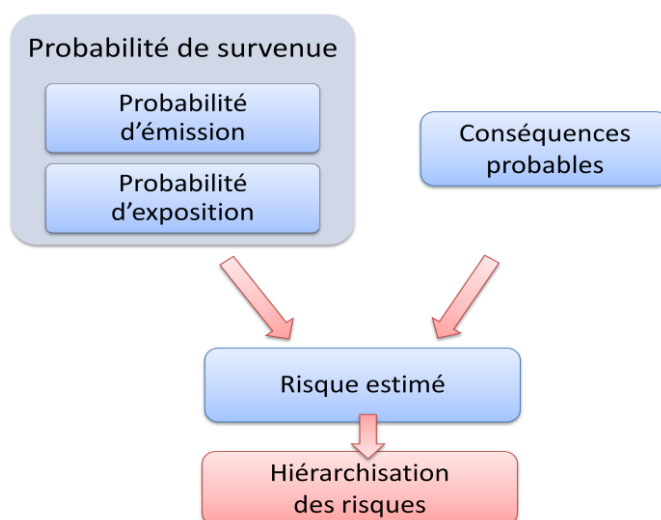 Probabilité de survenue
Probabilité
d’émission
Probabilité
d’exposition
Conséquences
probables
Risque estimé
Hiérarchisation
des risques